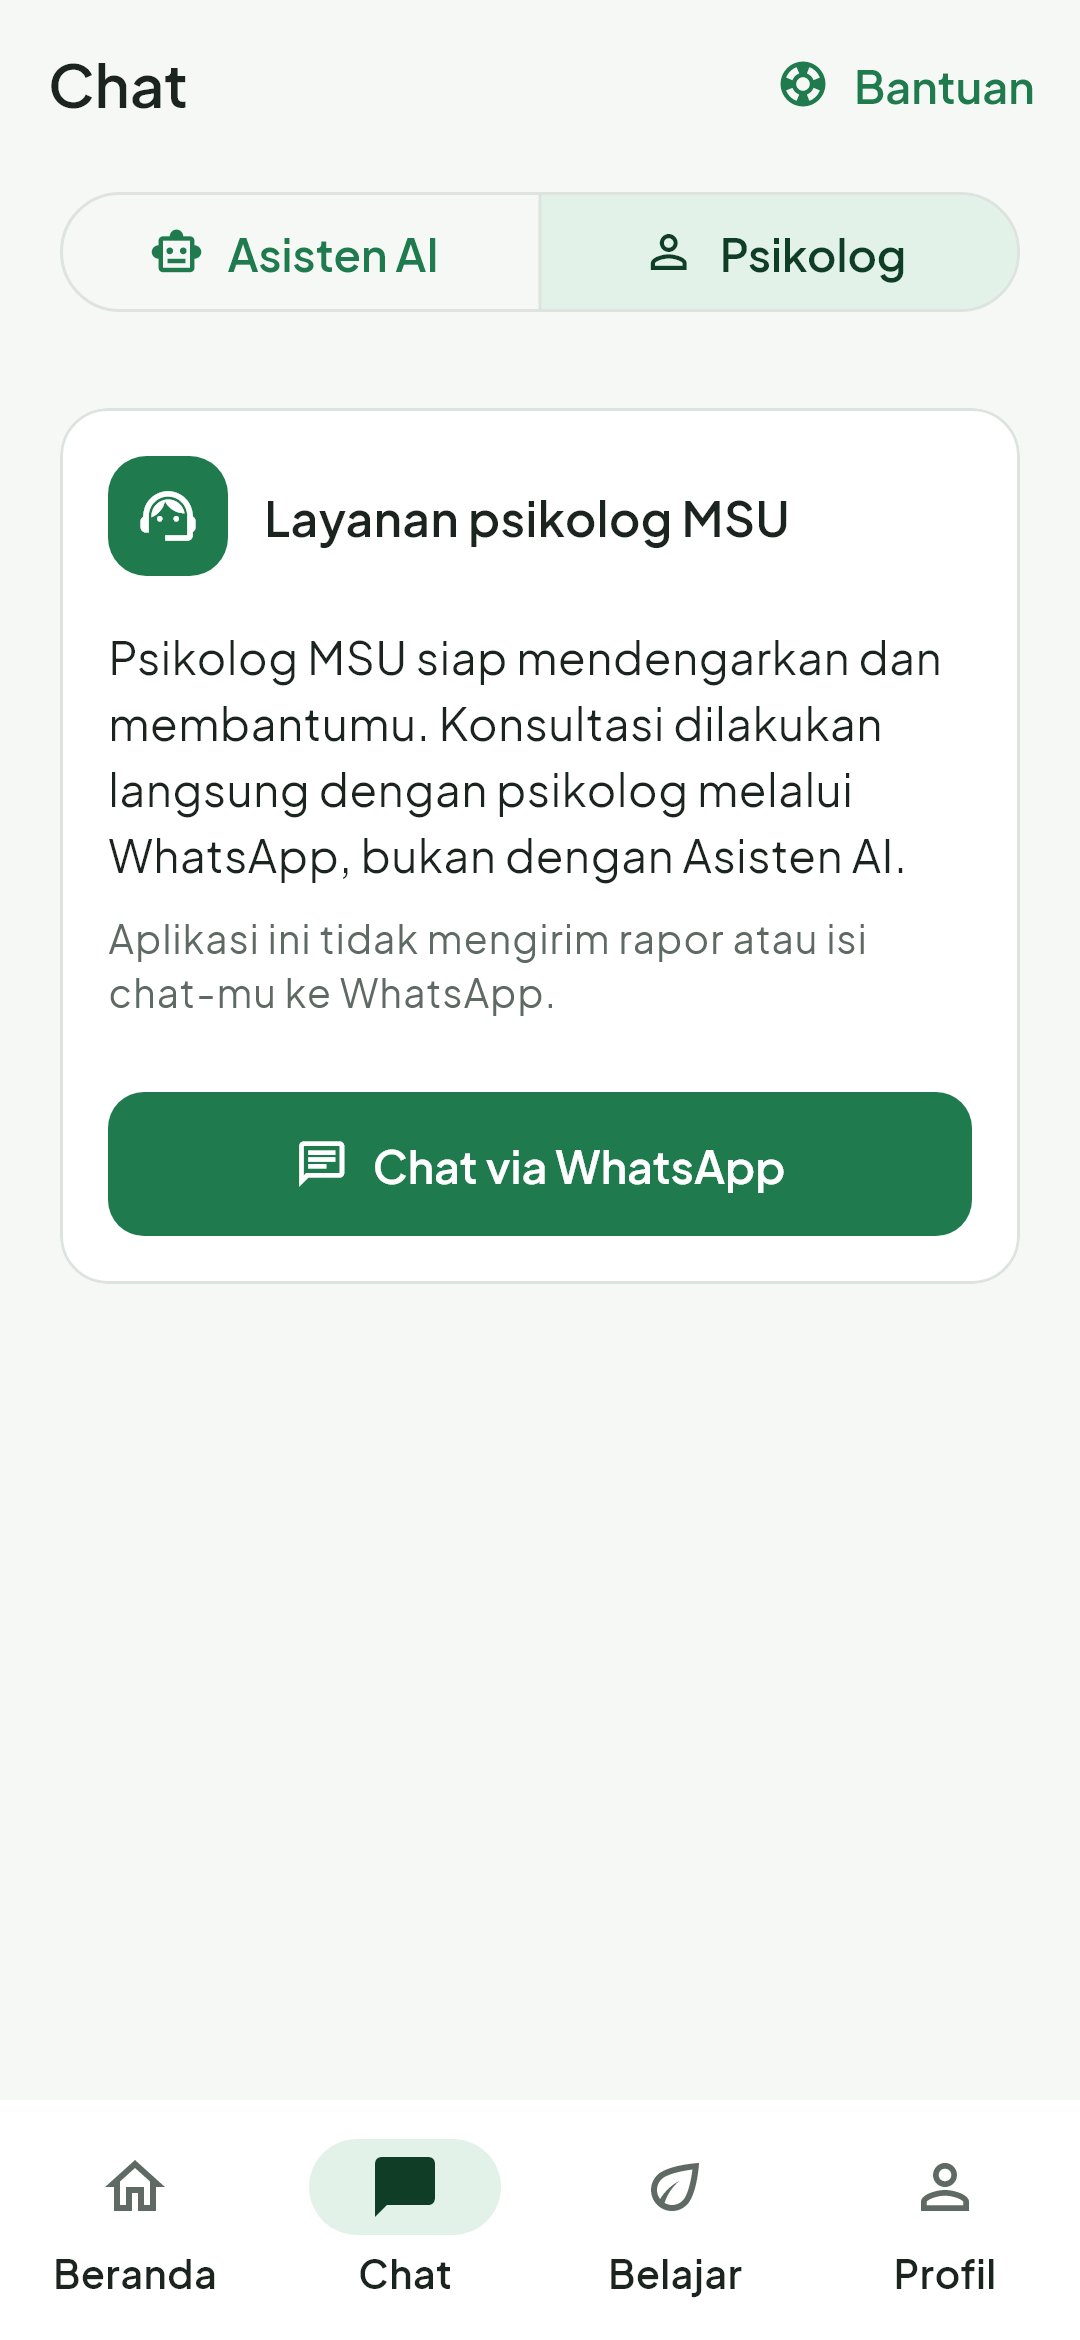 Chat
Bantuan
Asisten AI
Psikolog
Layanan psikolog MSU
Psikolog MSU siap mendengarkan dan
membantumu. Konsultasi dilakukan
langsung dengan psikolog melalui
WhatsApp, bukan dengan Asisten AI.
Aplikasi ini tidak mengirim rapor atau isi
chat-mu ke WhatsApp.
Chat via WhatsApp
Beranda
Chat
Belajar
Profil